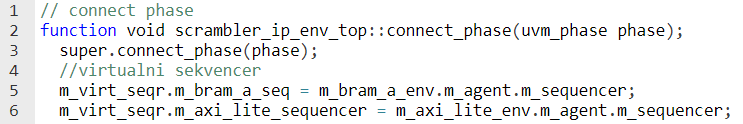 1 // connect phase
2 function void scrambler_ip_env_top::connect_phase(uvm_phase phase);
3 super.connect_phase(phase);
4 //virtualni sekvencer
5 m_virt_seqr.m_bram_a_seq = m_bram_a_env.m_agent.m_sequencer;
6 m_virt_seqr.m_axi_lite_sequencer = m_axi_lite_env.m_agent.m_sequencer;